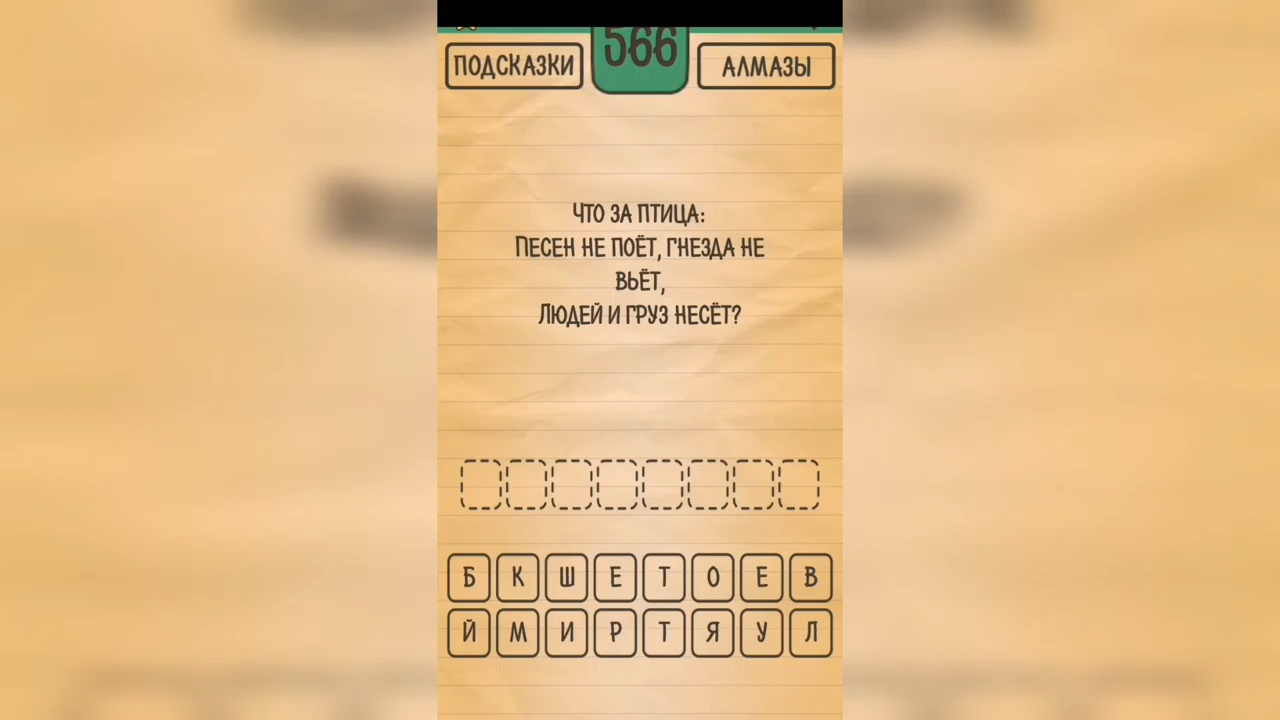 566
ПОДСКАЗКИ
АЛМАЗЫ
ЧТО ЗА ПТИЦА:
ПЕСЕН НЕ ПОЁТ, ГНЕЗДА НЕ
ВЬЁТ,
ЛЮДЕЙ И ГРУЗ НЕСЁТ?
Б К Ш Е Т О Е В
Й М И Р Т Я У Л